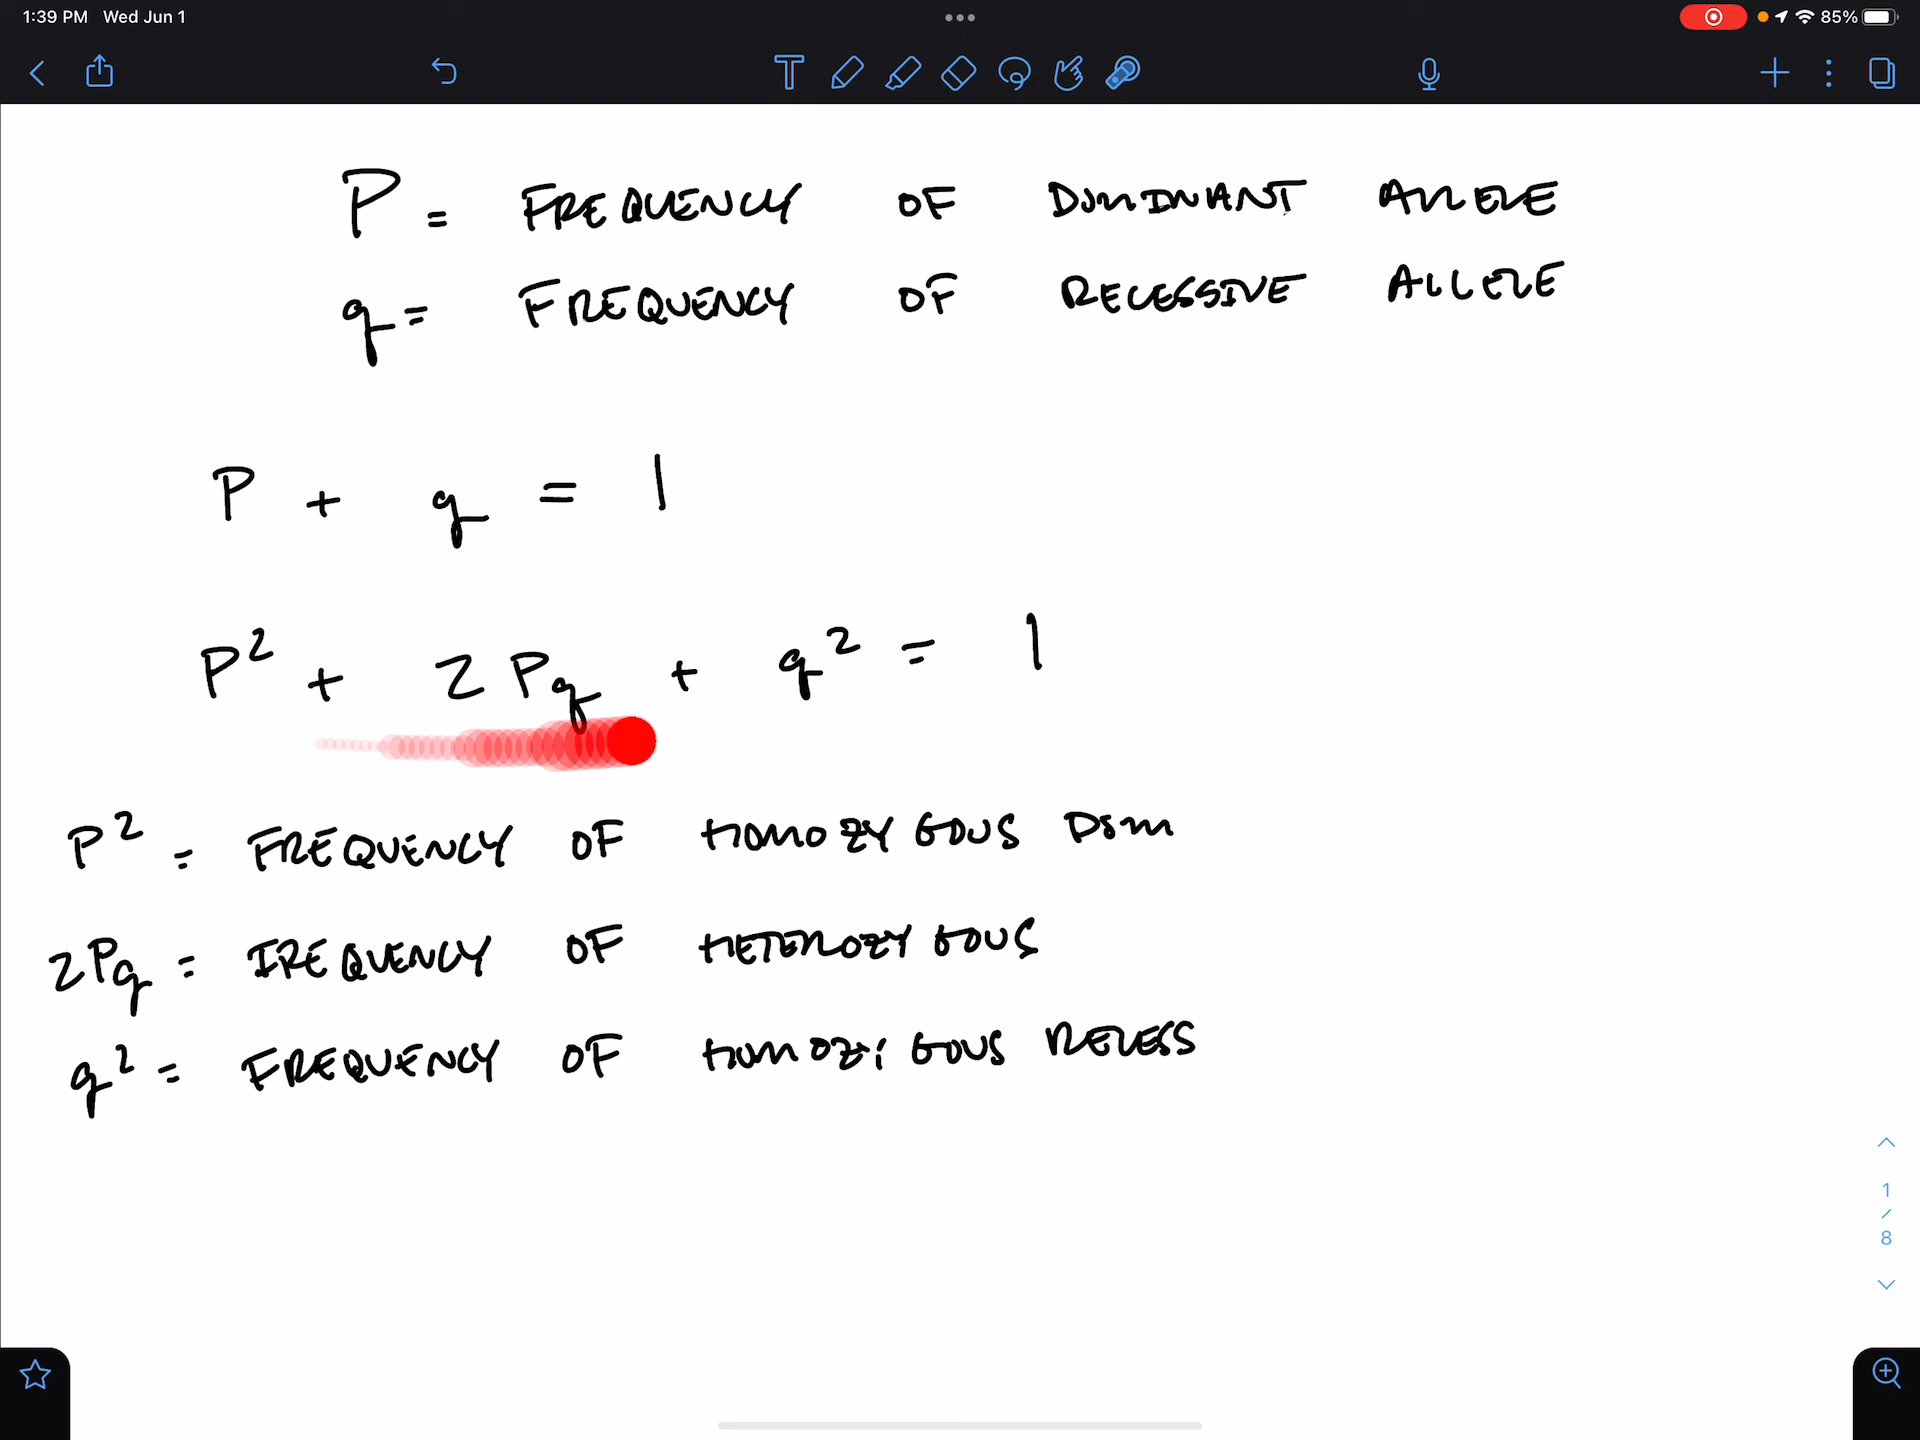 1:39 PM Wed Jun 1
85%
P = FREQUENCY OF DOMINANT ALLELE
q = FREQUENCY OF RECESSIVE ALLELE
P + q = 1
P² + 2Pq + q² = 1
P² = FREQUENCY OF HOMOZYGOUS DOM
2Pq = FREQUENCY OF HETEROZYGOUS
q² = FREQUENCY OF HOMOZYGOUS RECESS
1
/
8